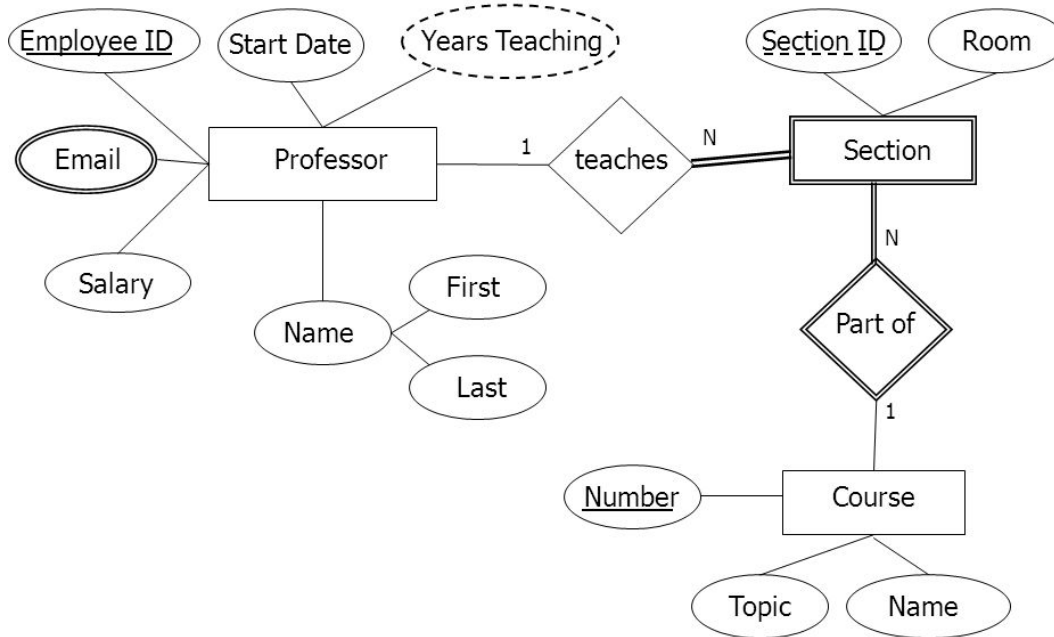 Employee ID
Start Date
Years Teaching
Section ID
Room
Email
Professor
1
teaches
N
Section
Salary
Name
First
Last
N
Part of
1
Number
Course
Topic
Name